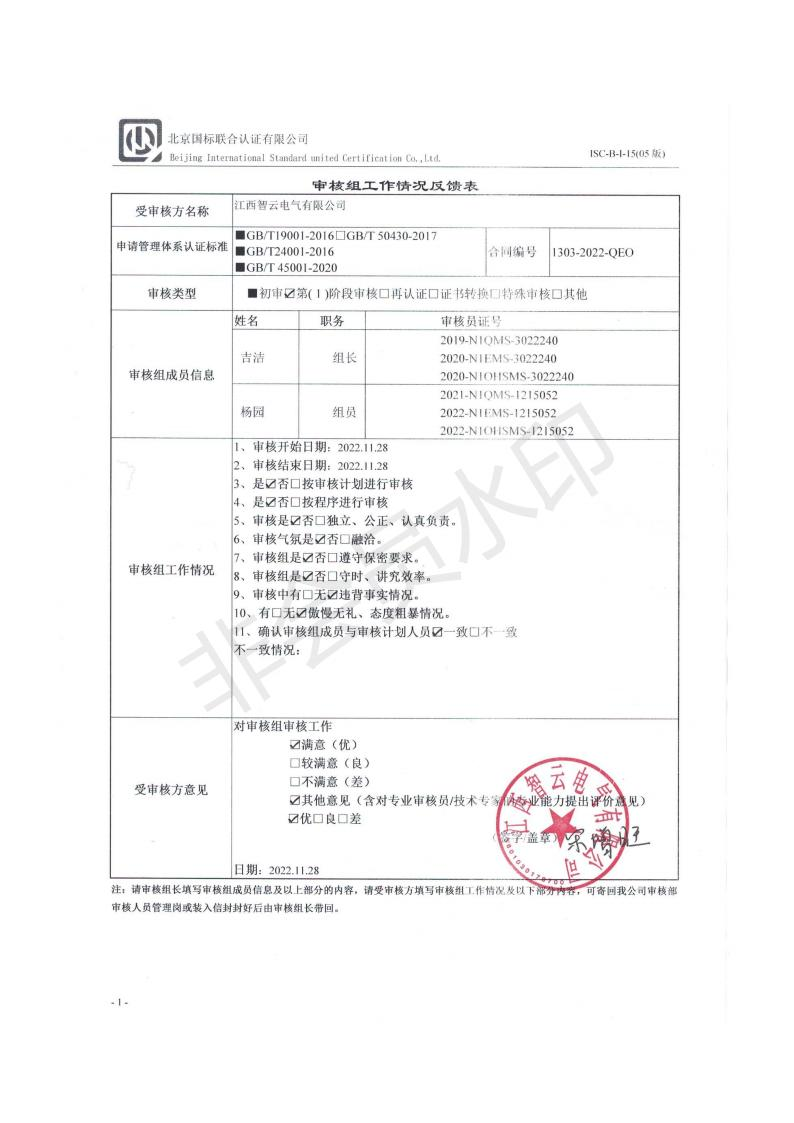 北京国标联合认证有限公司
Beijing International Standard united Certification Co.,Ltd.
ISC-B-I-15(05 版)
审核组工作情况反馈表
受审核方名称 江西智云电气有限公司
申请管理体系认证标准
■GB/T19001-2016□GB/T 50430-2017
■GB/T24001-2016
■GB/T 45001-2020
合同编号 1303-2022-QEO
审核类型 ■初审☑第(1)阶段审核□再认证□证书转换□特殊审核□其他
审核组成员信息
姓名 职务 审核员证号
吉洁 组长
2019-N1QMS-3022240
2020-N1EMS-3022240
2020-N1OHSMS-3022240
杨园 组员
2021-N1QMS-1215052
2022-N1EMS-1215052
2022-N1OHSMS-1215052
审核组工作情况
1、审核开始日期：2022.11.28
2、审核结束日期：2022.11.28
3、是☑否□按审核计划进行审核
4、是☑否□按程序进行审核
5、审核是☑否□独立、公正、认真负责。
6、审核气氛是☑否□融洽。
7、审核组是☑否□遵守保密要求。
8、审核组是☑否□守时、讲究效率。
9、审核中有□无☑违背事实情况。
10、有□无☑傲慢无礼、态度粗暴情况。
11、确认审核组成员与审核计划人员☑一致□不一致
不一致情况：
受审核方意见
对审核组审核工作
☑满意（优）
□较满意（良）
□不满意（差）
☑其他意见（含对专业审核员/技术专家的专业能力提出评价意见）
☑优□良□差
（签字/盖章）
日期：2022.11.28
江西智云电气有限公司
注：请审核组长填写审核组成员信息及以上部分的内容，请受审核方填写审核组工作情况及以下部分内容，可寄回我公司审核部
审核人员管理岗或装入信封封好后由审核组长带回。
- 1 -
非会员水印